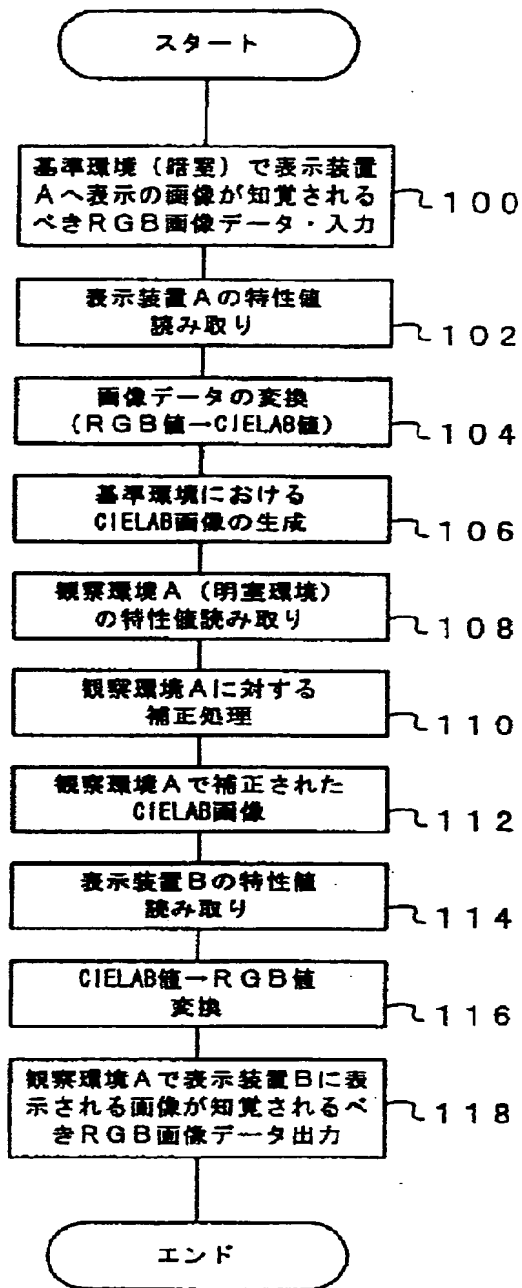 スタート
基準環境（暗室）で表示装置
Aへ表示の画像が知覚される
べきRGB画像データ・入力
100
表示装置Aの特性値
読み取り
102
画像データの変換
（RGB値→CIELAB値）
104
基準環境における
CIELAB画像の生成
106
観察環境A（明室環境）
の特性値読み取り
108
観察環境Aに対する
補正処理
110
観察環境Aで補正された
CIELAB画像
112
表示装置Bの特性値
読み取り
114
CIELAB値→RGB値
変換
116
観察環境Aで表示装置Bに表
示される画像が知覚されるべ
きRGB画像データ出力
118
エンド